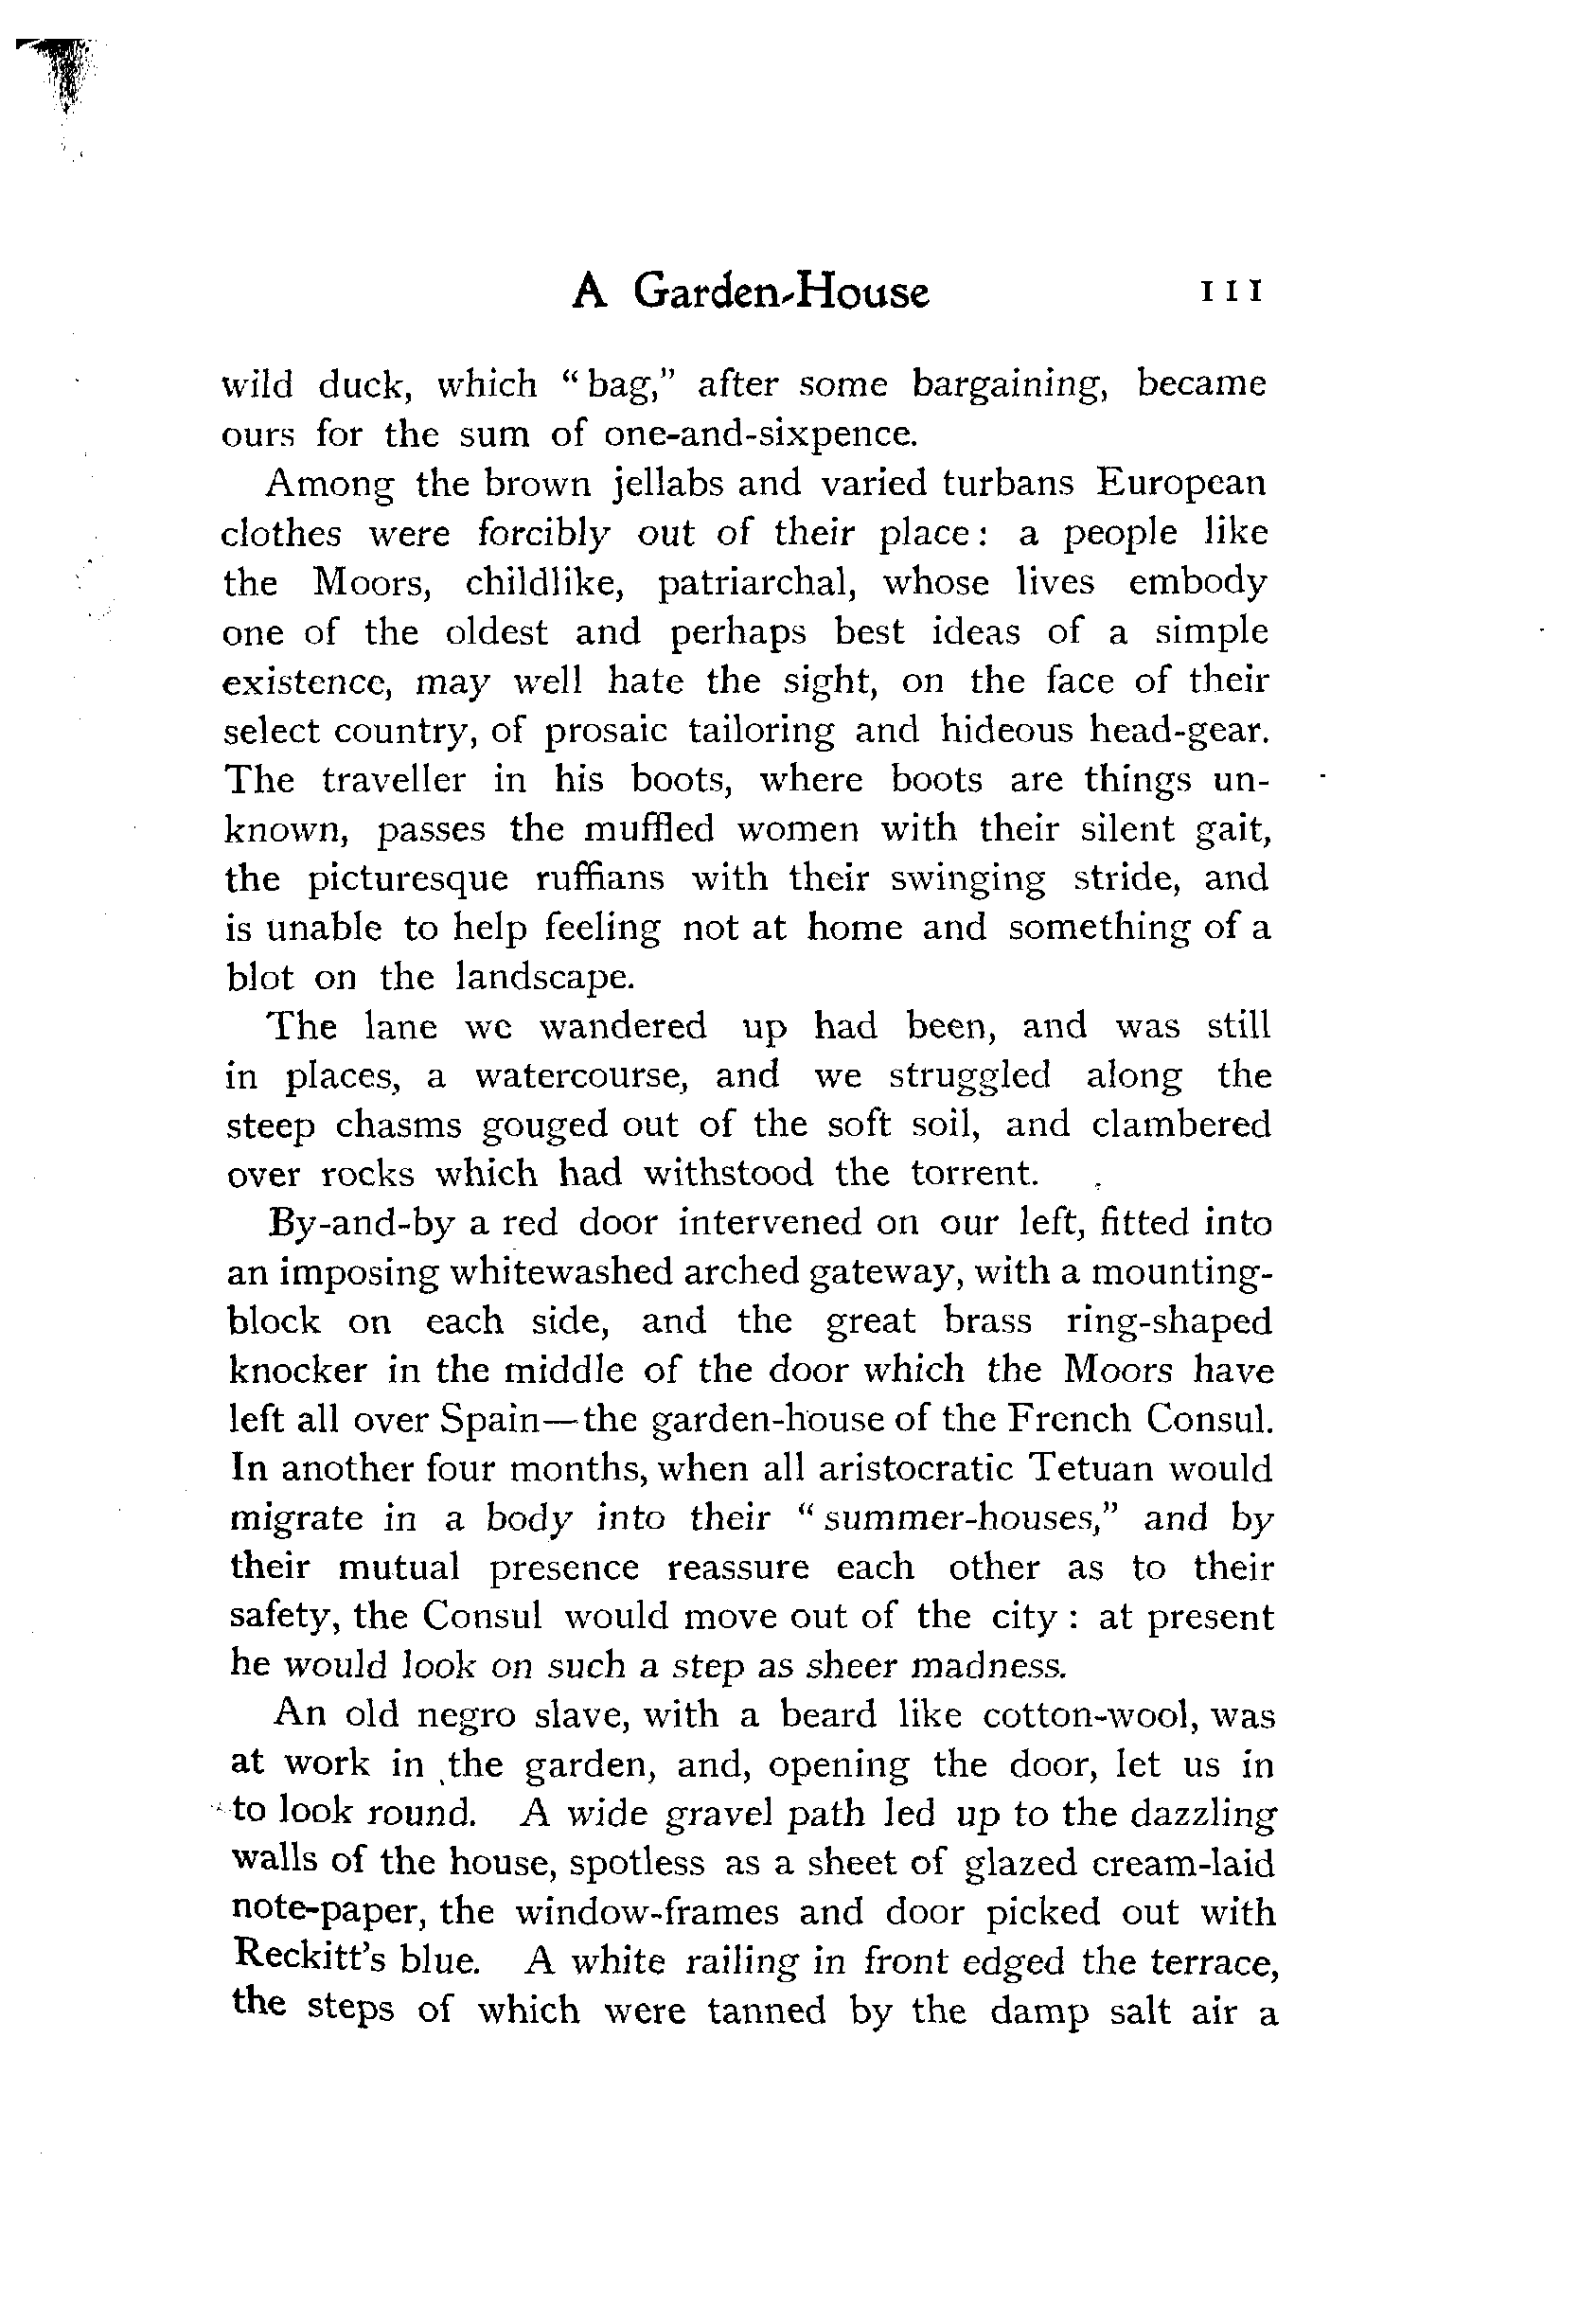 A Garden-House 111
wild duck, which "bag," after some bargaining, became
ours for the sum of one-and-sixpence.
Among the brown jellabs and varied turbans European
clothes were forcibly out of their place: a people like
the Moors, childlike, patriarchal, whose lives embody
one of the oldest and perhaps best ideas of a simple
existence, may well hate the sight, on the face of their
select country, of prosaic tailoring and hideous head-gear.
The traveller in his boots, where boots are things un-
known, passes the muffled women with their silent gait,
the picturesque ruffians with their swinging stride, and
is unable to help feeling not at home and something of a
blot on the landscape.
The lane we wandered up had been, and was still
in places, a watercourse, and we struggled along the
steep chasms gouged out of the soft soil, and clambered
over rocks which had withstood the torrent.
By-and-by a red door intervened on our left, fitted into
an imposing whitewashed arched gateway, with a mounting-
block on each side, and the great brass ring-shaped
knocker in the middle of the door which the Moors have
left all over Spain—the garden-house of the French Consul.
In another four months, when all aristocratic Tetuan would
migrate in a body into their "summer-houses," and by
their mutual presence reassure each other as to their
safety, the Consul would move out of the city: at present
he would look on such a step as sheer madness.
An old negro slave, with a beard like cotton-wool, was
at work in the garden, and, opening the door, let us in
to look round. A wide gravel path led up to the dazzling
walls of the house, spotless as a sheet of glazed cream-laid
note-paper, the window-frames and door picked out with
Reckitt's blue. A white railing in front edged the terrace,
the steps of which were tanned by the damp salt air a